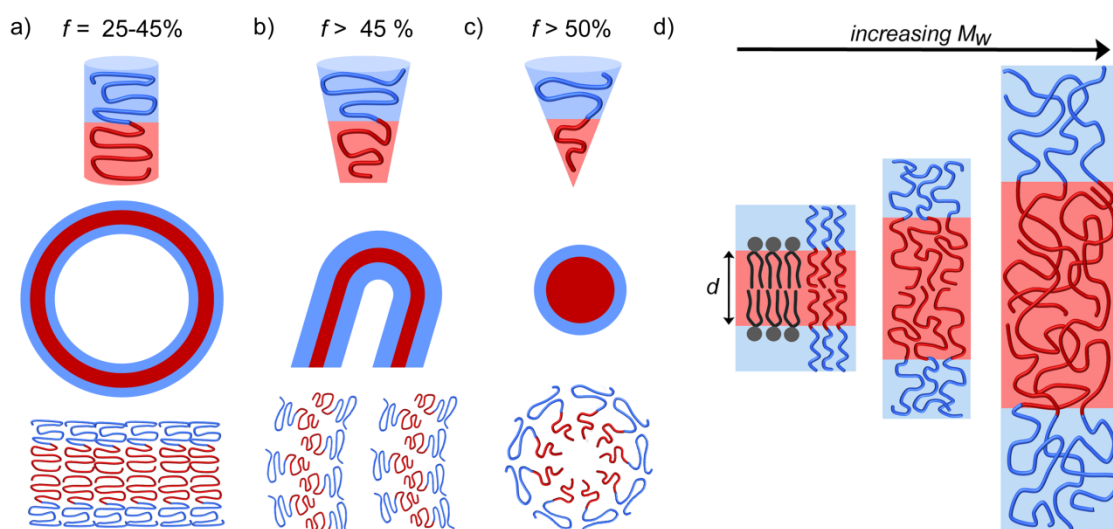 a) f = 25-45%
b) f > 45 %
c) f > 50%
d)
increasing Mw
d